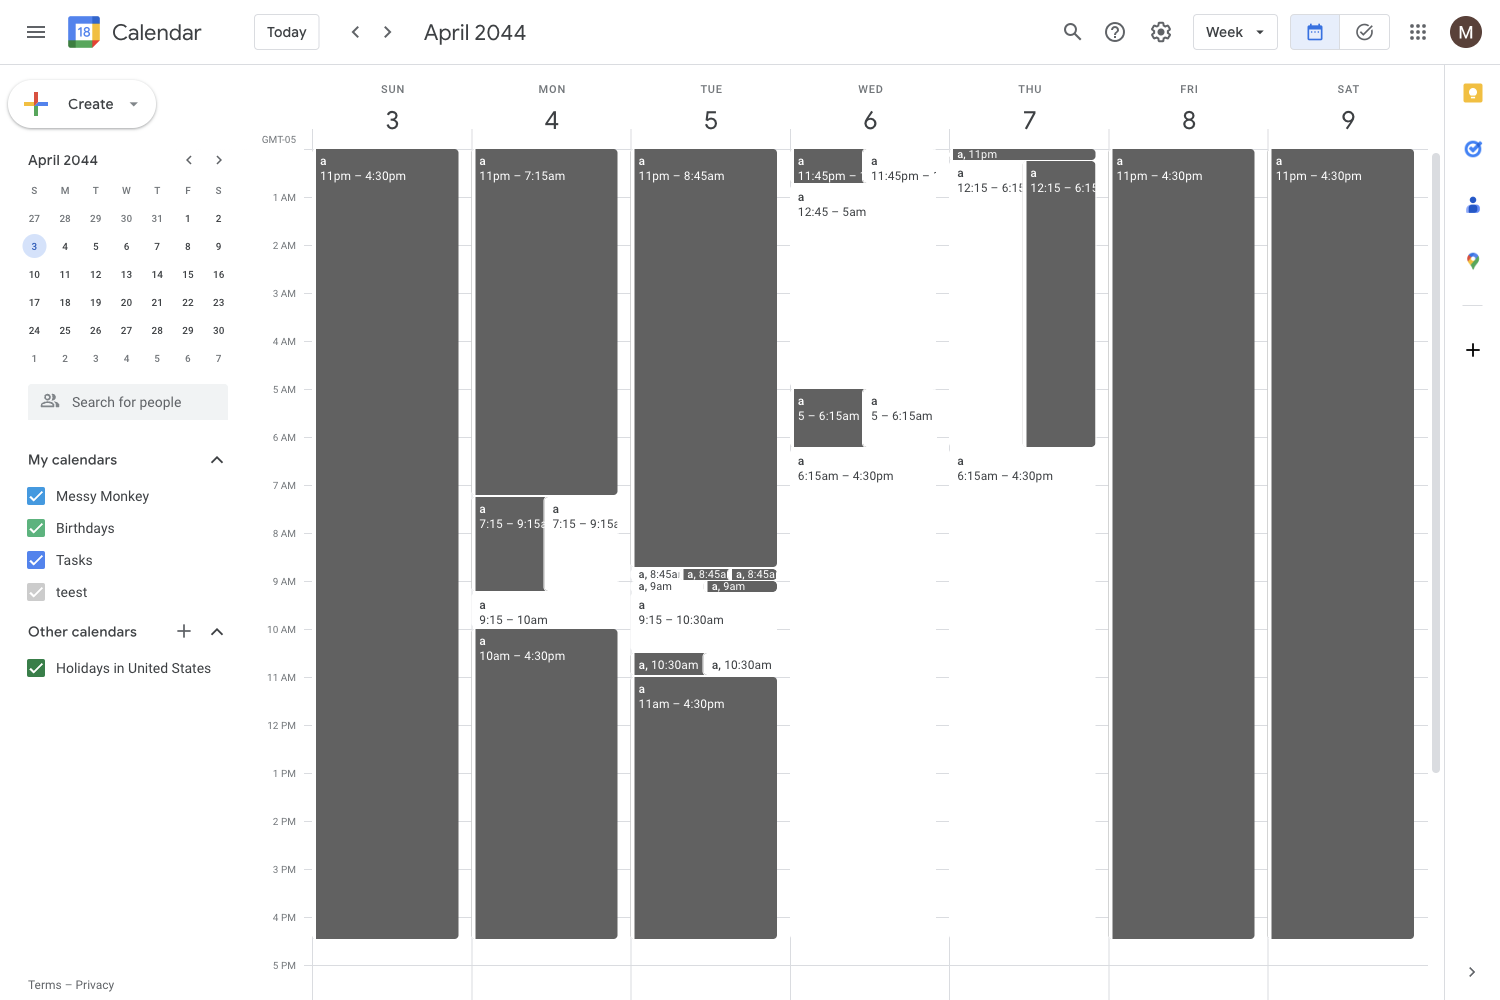 18 Calendar
Today
April 2044
Week
M
Create
April 2044
S M T W T F S
27 28 29 30 31 1 2
3 4 5 6 7 8 9
10 11 12 13 14 15 16
17 18 19 20 21 22 23
24 25 26 27 28 29 30
1 2 3 4 5 6 7
Search for people
My calendars
Messy Monkey
Birthdays
Tasks
teest
Other calendars
Holidays in United States
Terms – Privacy
SUN MON TUE WED THU FRI SAT
3 4 5 6 7 8 9
GMT-05
1 AM
2 AM
3 AM
4 AM
5 AM
6 AM
7 AM
8 AM
9 AM
10 AM
11 AM
12 PM
1 PM
2 PM
3 PM
4 PM
5 PM
a
11pm – 4:30pm
a
11pm – 7:15am
a
7:15 – 9:15a
a
7:15 – 9:15a
a
9:15 – 10am
a
10am – 4:30pm
a
11pm – 8:45am
a, 8:45a
a, 8:45a
a, 8:45a
a, 9am
a, 9am
a
9:15 – 10:30am
a, 10:30am
a, 10:30am
a
11am – 4:30pm
a
11:45pm –
a
11:45pm –
a
12:45 – 5am
a
5 – 6:15am
a
5 – 6:15am
a
6:15am – 4:30pm
a, 11pm
a
12:15 – 6:15
a
12:15 – 6:15
a
6:15am – 4:30pm
a
11pm – 4:30pm
a
11pm – 4:30pm